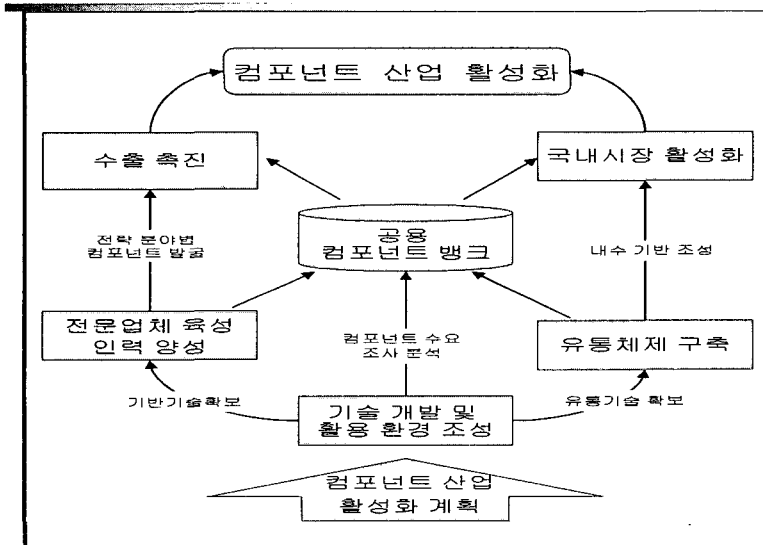 컴포넌트 산업 활성화
수출 촉진
국내시장 활성화
공용
컴포넌트 뱅크
전략 분야별
컴포넌트 발굴
내수 기반 조성
전문업체 육성
인력 양성
컴포넌트 수요
조사 분석
유통체제 구축
기반기술확보
기술 개발 및
활용 환경 조성
유통기술 확보
컴포넌트 산업
활성화 계획